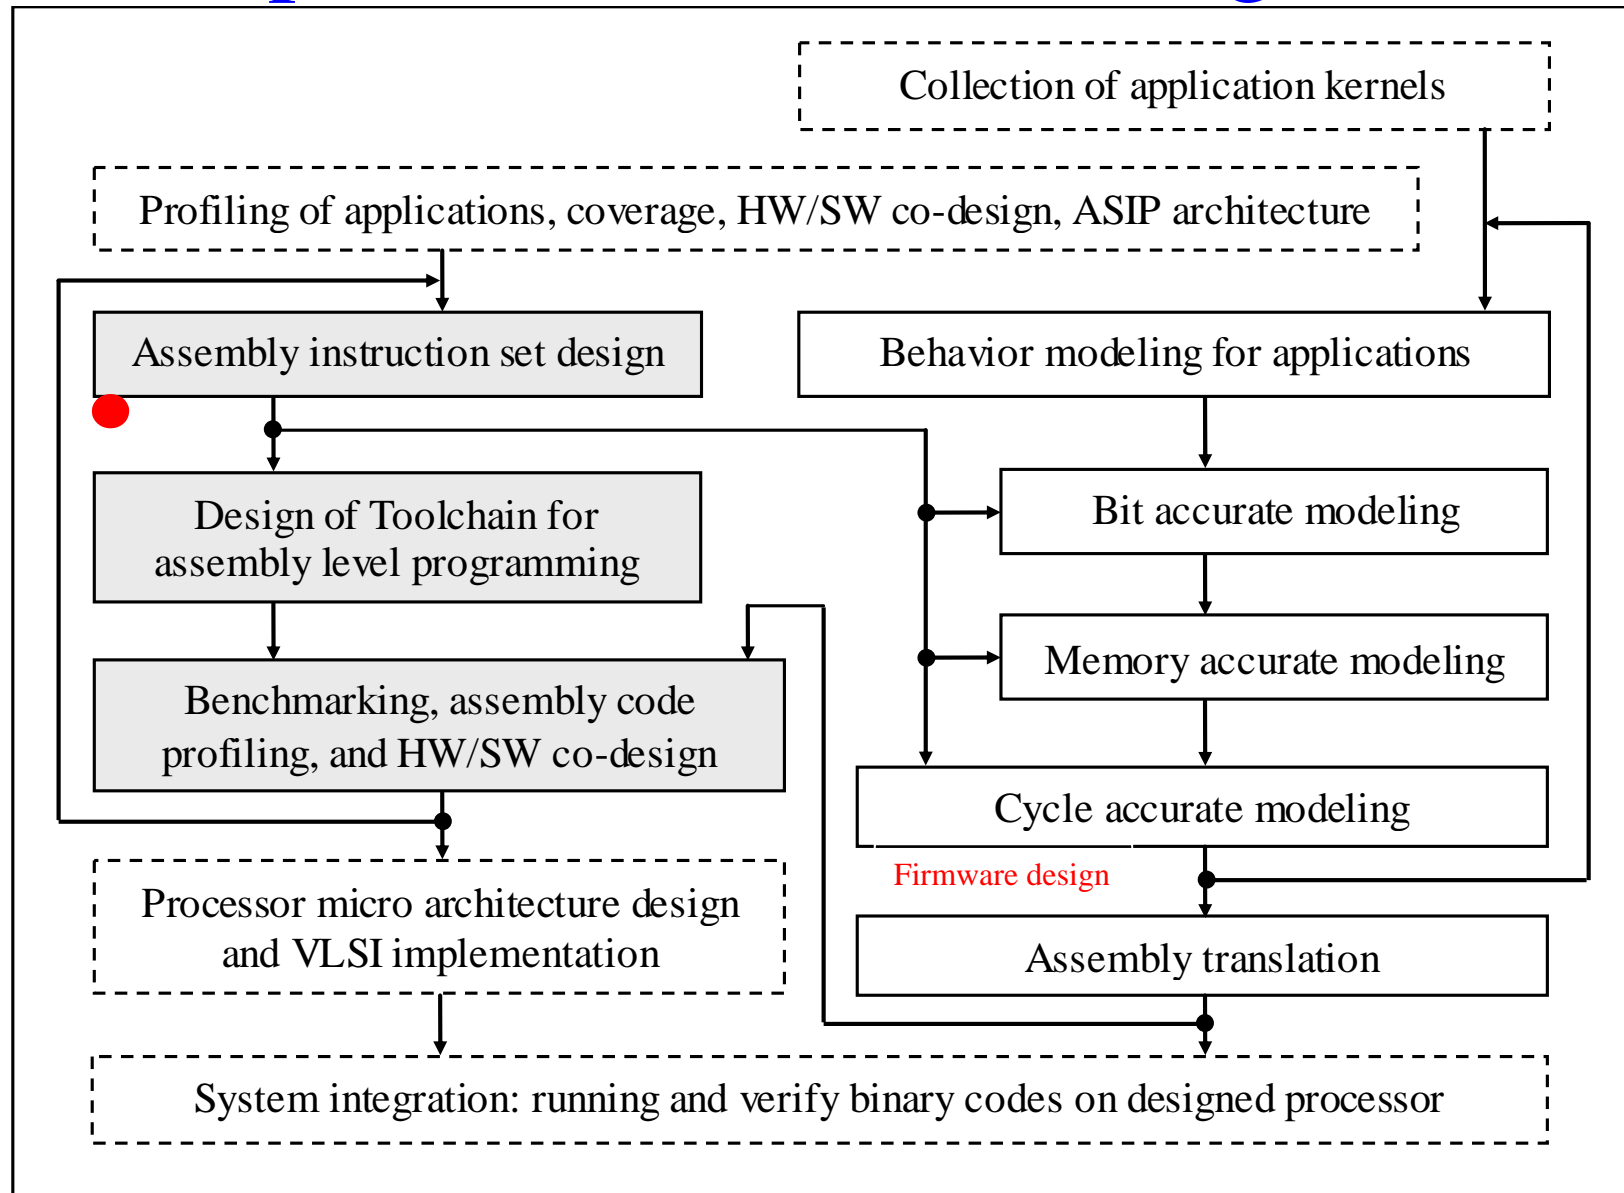 Collection of application kernels
Profiling of applications, coverage, HW/SW co-design, ASIP architecture
Assembly instruction set design
Behavior modeling for applications
Design of Toolchain for
assembly level programming
Bit accurate modeling
Memory accurate modeling
Benchmarking, assembly code
profiling, and HW/SW co-design
Cycle accurate modeling
Firmware design
Processor micro architecture design
and VLSI implementation
Assembly translation
System integration: running and verify binary codes on designed processor